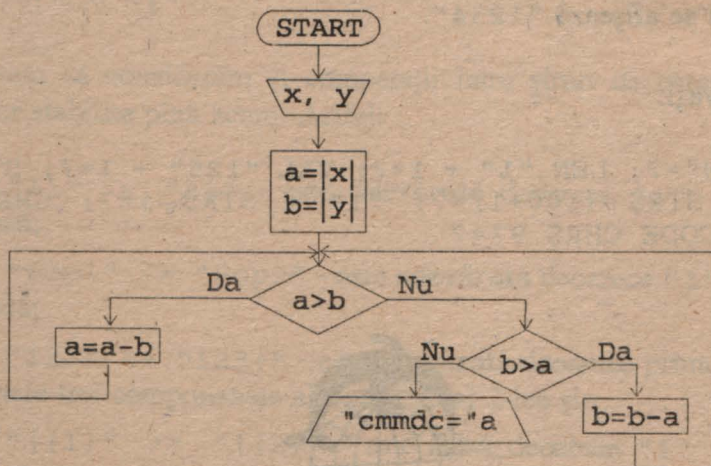 START
x, y
a=|x|
b=|y|
Da
a>b
Nu
a=a-b
Nu
b>a
Da
"cmmdc="a
b=b-a